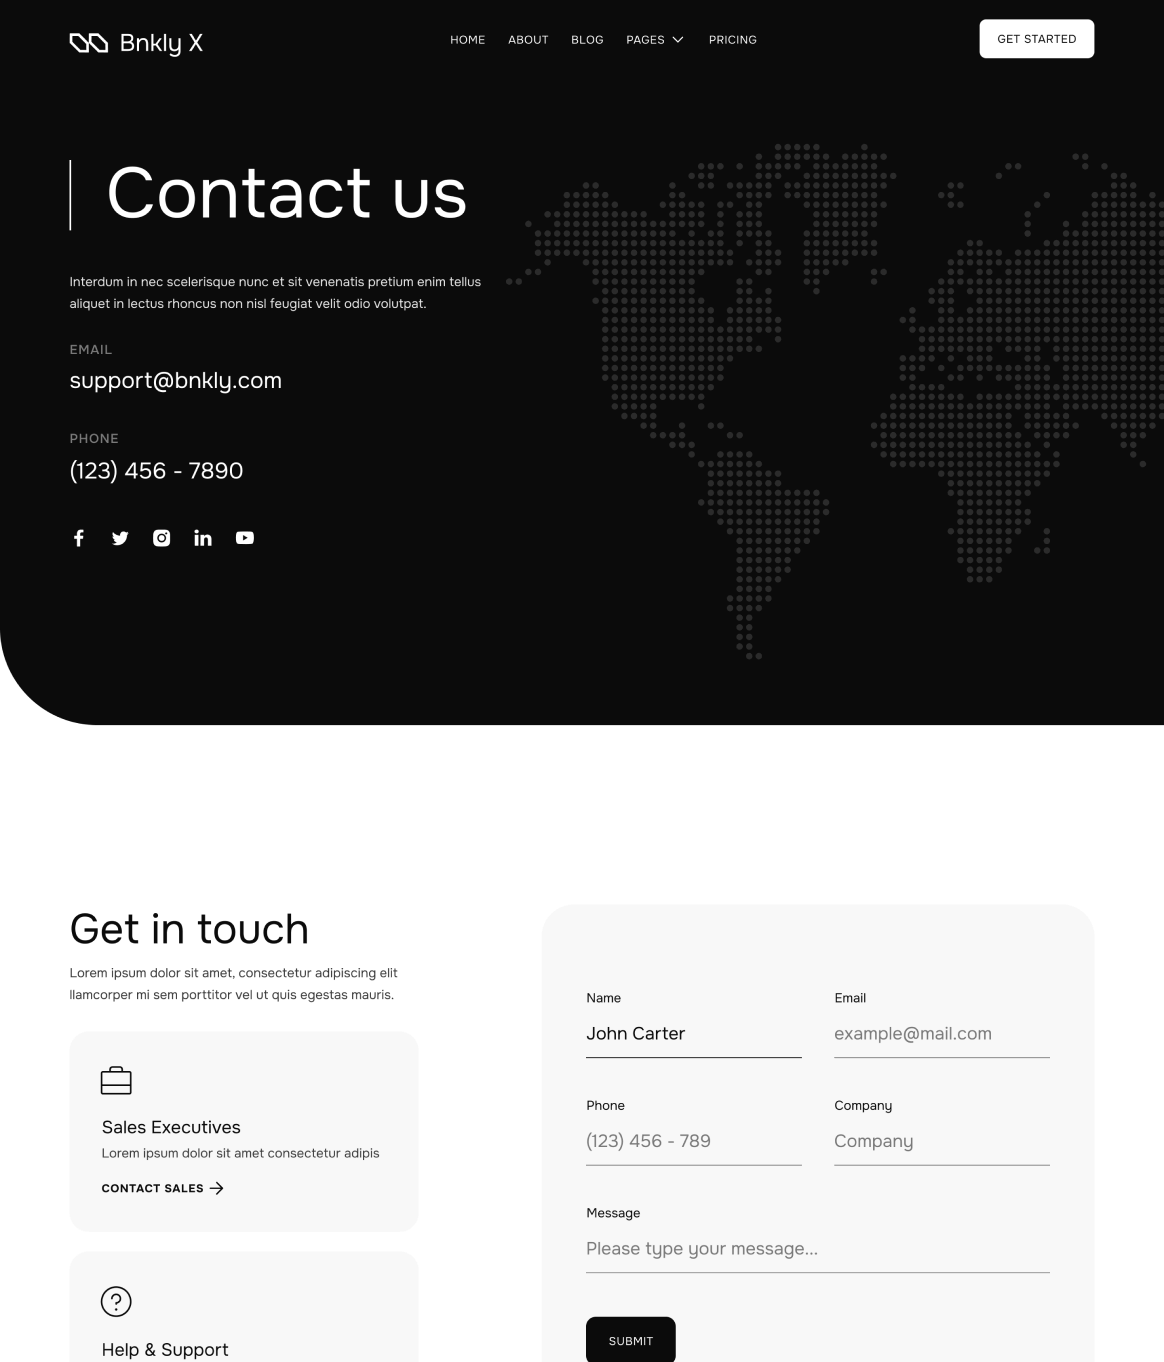 Bnkly X
HOME ABOUT BLOG PAGES PRICING
GET STARTED
Contact us
Interdum in nec scelerisque nunc et sit venenatis pretium enim tellus
aliquet in lectus rhoncus non nisl feugiat velit odio volutpat.
EMAIL
support@bnkly.com
PHONE
(123) 456 - 7890
Get in touch
Lorem ipsum dolor sit amet, consectetur adipiscing elit
llamcorper mi sem porttitor vel ut quis egestas mauris.
Sales Executives
Lorem ipsum dolor sit amet consectetur adipis
CONTACT SALES
Help & Support
Name
John Carter
Email
example@mail.com
Phone
(123) 456 - 789
Company
Company
Message
Please type your message...
SUBMIT